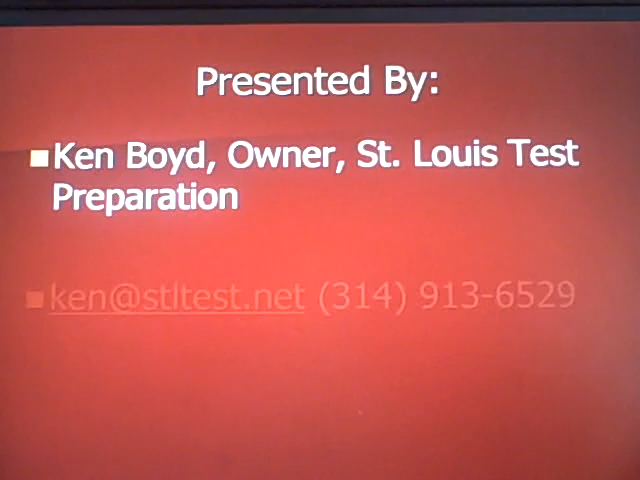 Presented By:
Ken Boyd, Owner, St. Louis Test
Preparation
ken@stltest.net (314) 913-6529